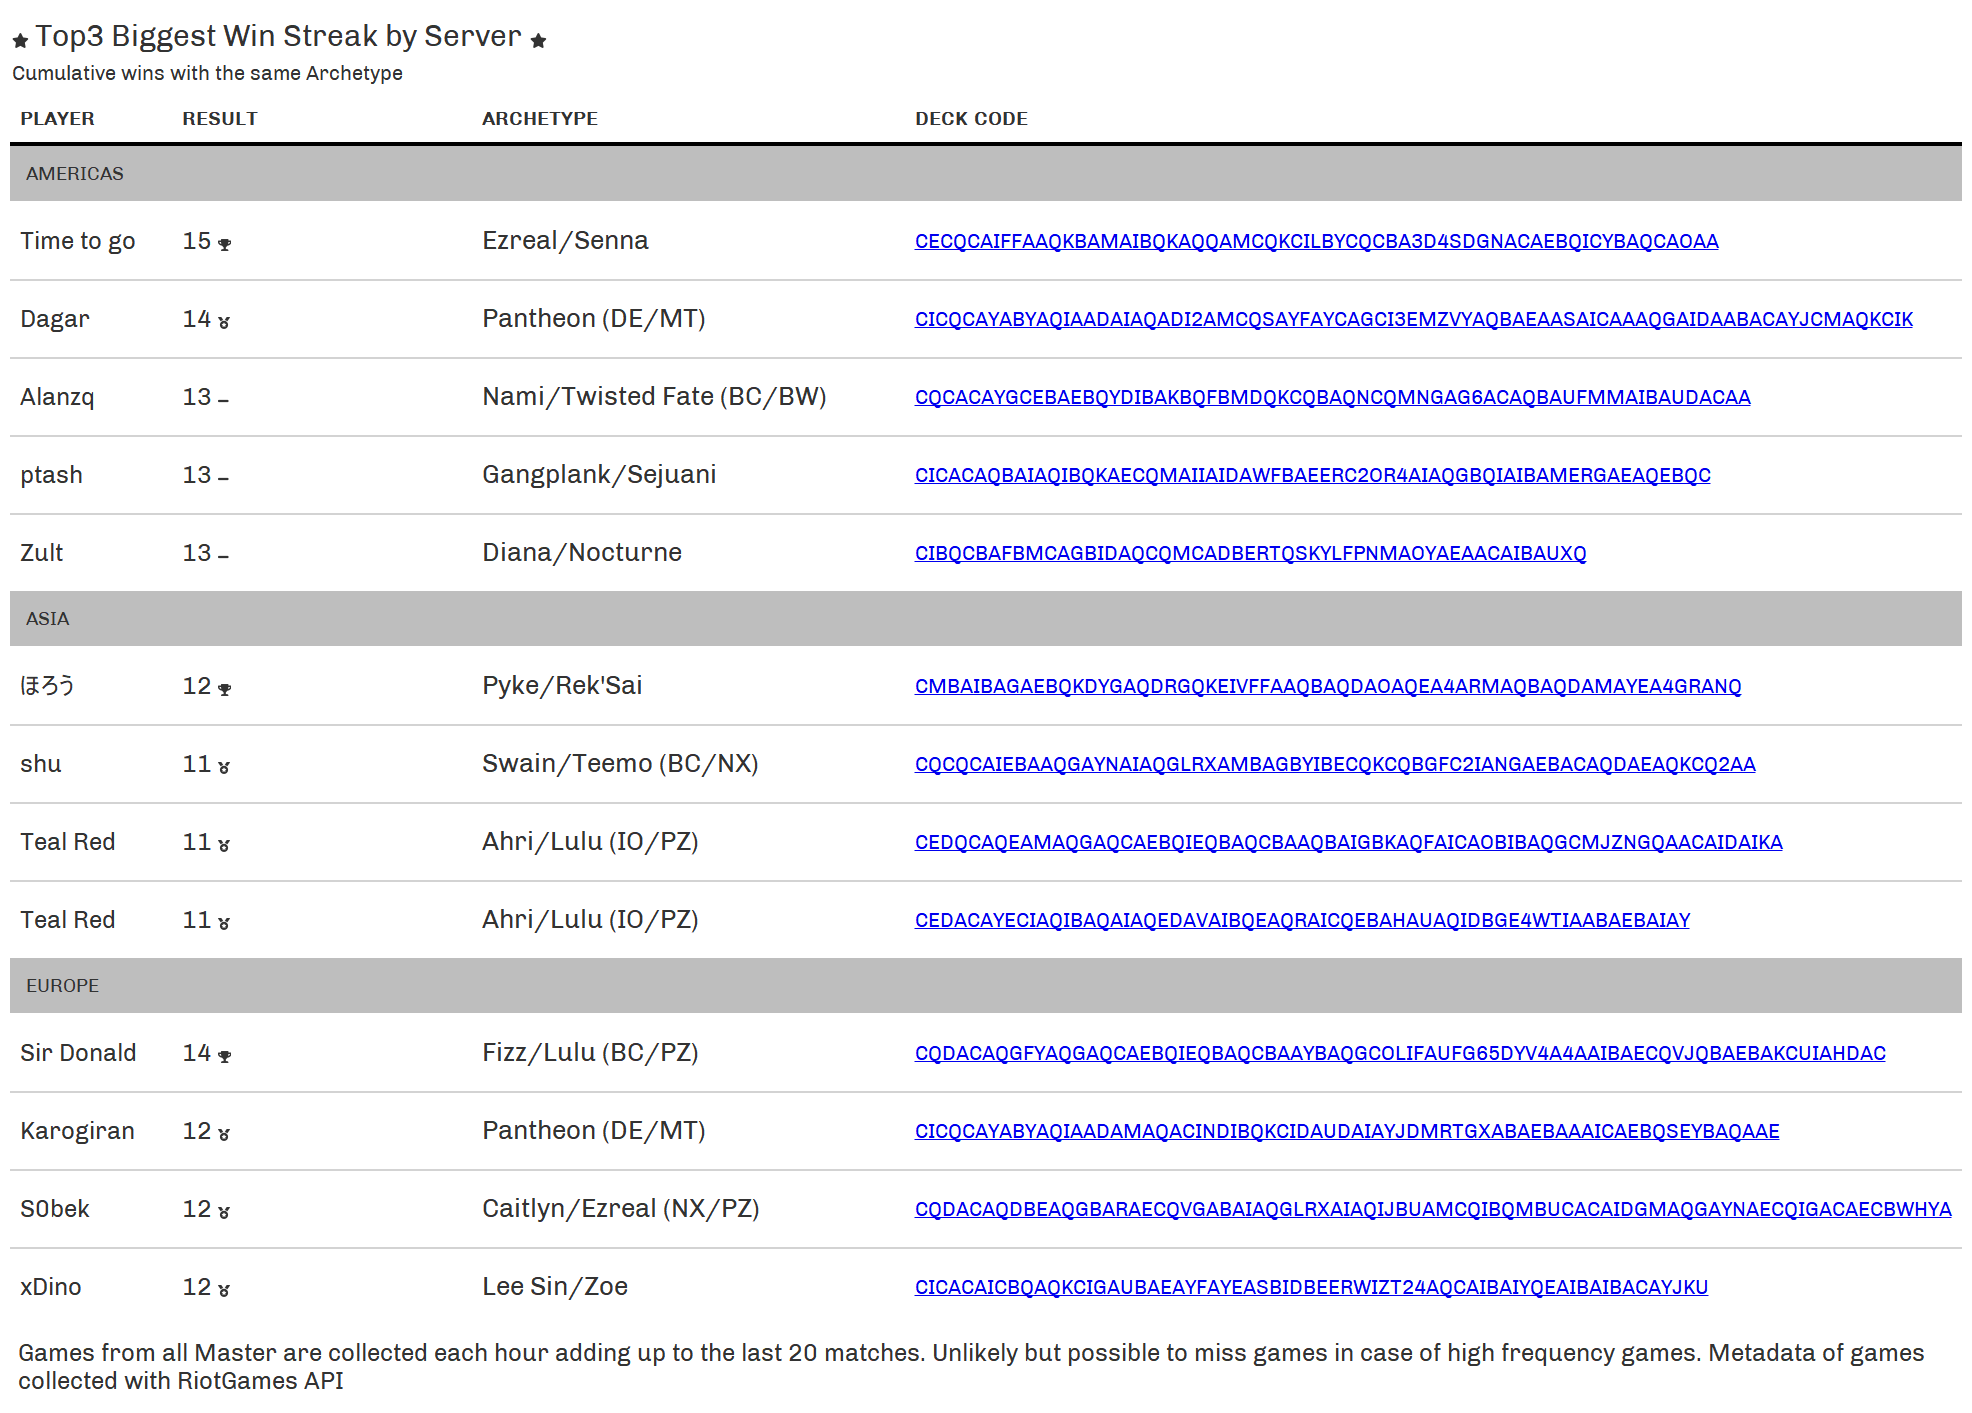 Top3 Biggest Win Streak by Server
Cumulative wins with the same Archetype
PLAYER RESULT ARCHETYPE DECK CODE
AMERICAS
Time to go 15 Ezreal/Senna CECQCAIFFAAQKBAMAIBQKAQQAMCQKCILBYCQCBA3D4SDGNACAEBQICYBAQCAOAA
Dagar 14 Pantheon (DE/MT) CICQCAYABYAQIAADAIAQADI2AMCQSAYFAYCAGCI3EMZVYAQBAEAASAICAAAQGAIDAABACAYJCMAQKCIK
Alanzq 13 – Nami/Twisted Fate (BC/BW) CQCACAYGCEBAEBQYDIBAKBQFBMDQKCQBAQNCQMNGAG6ACAQBAUFMMAIBAUDACAA
ptash 13 – Gangplank/Sejuani CICACAQBAIAQIBQKAECQMAIIAIDAWFBAEERC2OR4AIAQGBQIAIBAMERGAEAQEBQC
Zult 13 – Diana/Nocturne CIBQCBAFBMCAGBIDAQCQMCADBERTQSKYLFPNMAOYAEAACAIBAUXQ
ASIA
ほろう 12 Pyke/Rek'Sai CMBAIBAGAEBQKDYGAQDRGQKEIVFFAAQBAQDAOAQEA4ARMAQBAQDAMAYEA4GRANQ
shu 11 Swain/Teemo (BC/NX) CQCQCAIEBAAQGAYNAIAQGLRXAMBAGBYIBECQKCQBGFC2IANGAEBACAQDAEAQKCQ2AA
Teal Red 11 Ahri/Lulu (IO/PZ) CEDQCAQEAMAQGAQCAEBQIEQBAQCBAAQBAIGBKAQFAICAOBIBAQGCMJZNGQAACAIDAIKA
Teal Red 11 Ahri/Lulu (IO/PZ) CEDACAYECIAQIBAQAIAQEDAVAIBQEAQRAICQEBAHAUAQIDBGE4WTIAABAEBAIAY
EUROPE
Sir Donald 14 Fizz/Lulu (BC/PZ) CQDACAQGFYAQGAQCAEBQIEQBAQCBAAYBAQGCOLIFAUFG65DYV4A4AAIBAECQVJQBAEBAKCUIAHDAC
Karogiran 12 Pantheon (DE/MT) CICQCAYABYAQIAADAMAQACINDIBQKCIDAUDAIAYJDMRTGXABAEBAAAICAEBQSEYBAQAAE
S0bek 12 Caitlyn/Ezreal (NX/PZ) CQDACAQDBEAQGBARAECQVGABAIAQGLRXAIAQIJBUAMCQIBQMBUCACAIDGMAQGAYNAECQIGACAECBWHYA
xDino 12 Lee Sin/Zoe CICACAICBQAQKCIGAUBAEAYFAYEASBIDBEERWIZT24AQCAIBAIYQEAIBAIBACAYJKU
Games from all Master are collected each hour adding up to the last 20 matches. Unlikely but possible to miss games in case of high frequency games. Metadata of games
collected with RiotGames API